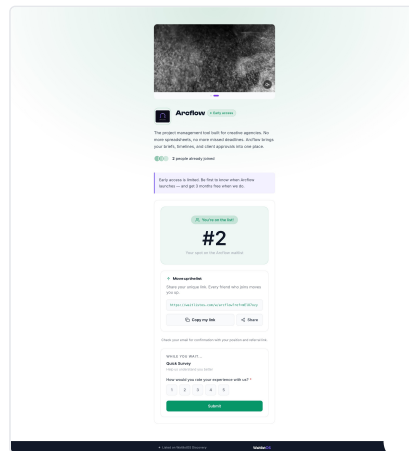 Arcflow
Early access
The project management tool built for creative agencies. No
more spreadsheets, no more missed deadlines. Arcflow brings
your briefs, timelines, and client approvals into one place.
2 people already joined
Early access is limited. Be first to know when Arcflow
launches — and get 3 months free when we do.
You're on the list!
#2
Your spot on the Arcflow waitlist
Move up the list
Share your unique link. Every friend who joins moves
you up.
Copy my link
Share
Check your email for confirmation with your position and referral link.
WHILE YOU WAIT...
Quick Survey
Help us understand you better
How would you rate your experience with us? *
1 2 3 4 5
Submit